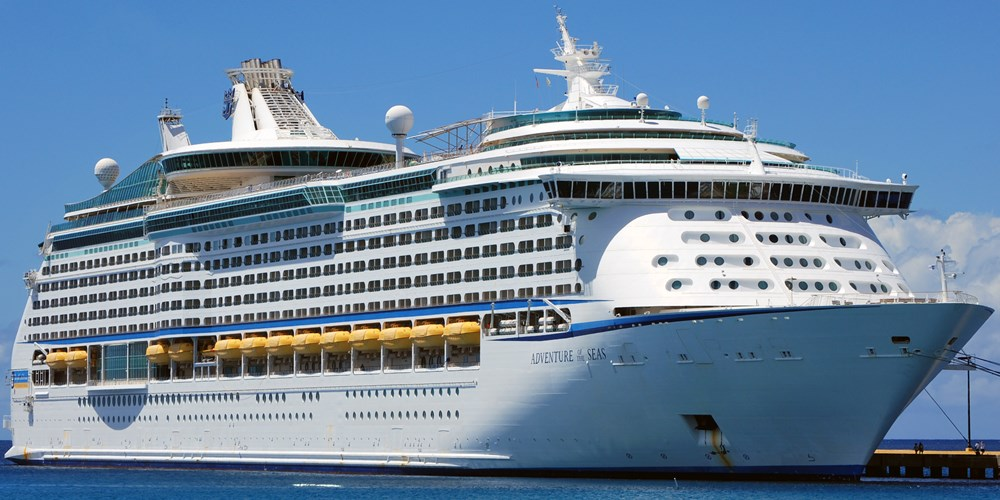 ADVENTURE OF THE SEAS